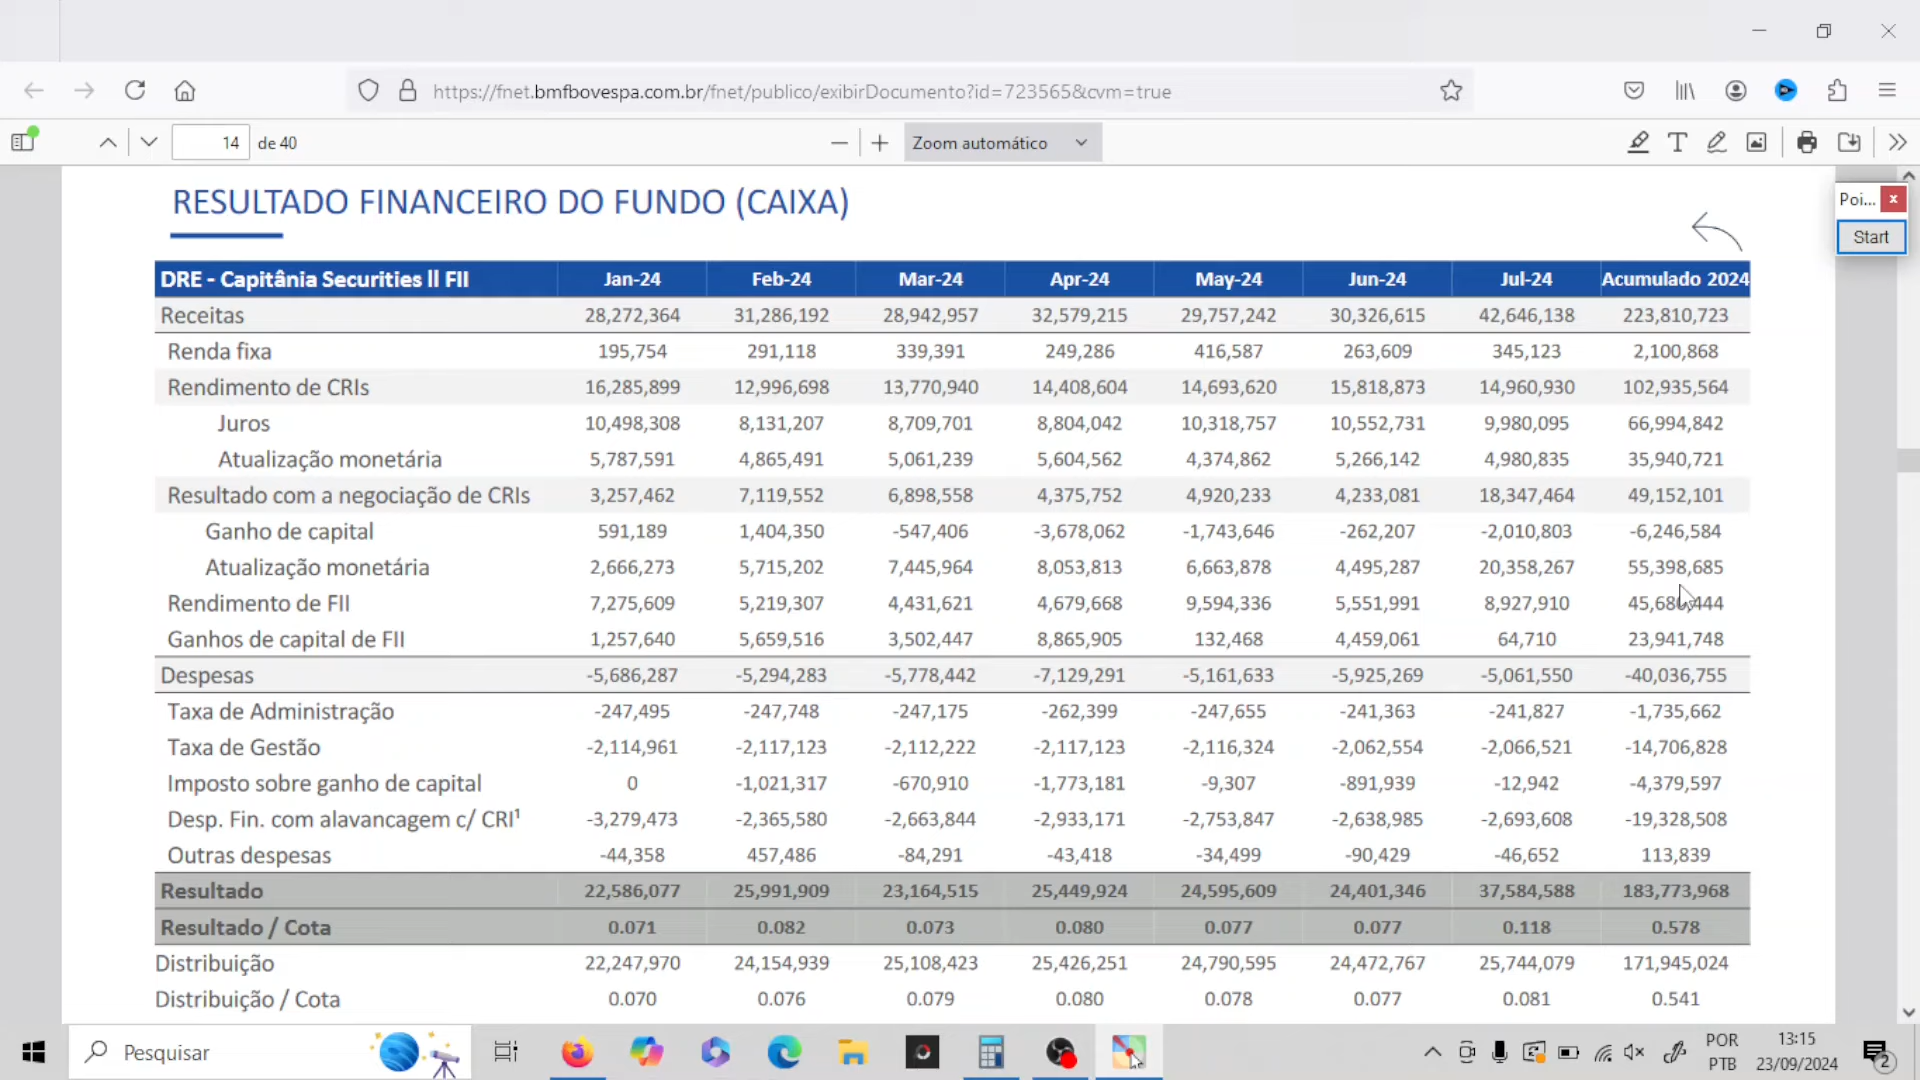 https://fnet.bmfbovespa.com.br/fnet/publico/exibirDocumento?id=723565&cvm=true
14 de 40 Zoom automático
Poi...
Start
RESULTADO FINANCEIRO DO FUNDO (CAIXA)
DRE - Capitânia Securities ll FII Jan-24 Feb-24 Mar-24 Apr-24 May-24 Jun-24 Jul-24 Acumulado 2024
Receitas 28,272,364 31,286,192 28,942,957 32,579,215 29,757,242 30,326,615 42,646,138 223,810,723
Renda fixa 195,754 291,118 339,391 249,286 416,587 263,609 345,123 2,100,868
Rendimento de CRIs 16,285,899 12,996,698 13,770,940 14,408,604 14,693,620 15,818,873 14,960,930 102,935,564
Juros 10,498,308 8,131,207 8,709,701 8,804,042 10,318,757 10,552,731 9,980,095 66,994,842
Atualização monetária 5,787,591 4,865,491 5,061,239 5,604,562 4,374,862 5,266,142 4,980,835 35,940,721
Resultado com a negociação de CRIs 3,257,462 7,119,552 6,898,558 4,375,752 4,920,233 4,233,081 18,347,464 49,152,101
Ganho de capital 591,189 1,404,350 -547,406 -3,678,062 -1,743,646 -262,207 -2,010,803 -6,246,584
Atualização monetária 2,666,273 5,715,202 7,445,964 8,053,813 6,663,878 4,495,287 20,358,267 55,398,685
Rendimento de FII 7,275,609 5,219,307 4,431,621 4,679,668 9,594,336 5,551,991 8,927,910
Ganhos de capital de FII 1,257,640 5,659,516 3,502,447 8,865,905 132,468 4,459,061 64,710 23,941,748
Despesas -5,686,287 -5,294,283 -5,778,442 -7,129,291 -5,161,633 -5,925,269 -5,061,550 -40,036,755
Taxa de Administração -247,495 -247,748 -247,175 -262,399 -247,655 -241,363 -241,827 -1,735,662
Taxa de Gestão -2,114,961 -2,117,123 -2,112,222 -2,117,123 -2,116,324 -2,062,554 -2,066,521 -14,706,828
Imposto sobre ganho de capital 0 -1,021,317 -670,910 -1,773,181 -9,307 -891,939 -12,942 -4,379,597
Desp. Fin. com alavancagem c/ CRI¹ -3,279,473 -2,365,580 -2,663,844 -2,933,171 -2,753,847 -2,638,985 -2,693,608 -19,328,508
Outras despesas -44,358 457,486 -84,291 -43,418 -34,499 -90,429 -46,652 113,839
Resultado 22,586,077 25,991,909 23,164,515 25,449,924 24,595,609 24,401,346 37,584,588 183,773,968
Resultado / Cota 0.071 0.082 0.073 0.080 0.077 0.077 0.118 0.578
Distribuição 22,247,970 24,154,939 25,108,423 25,426,251 24,790,595 24,472,767 25,744,079 171,945,024
Distribuição / Cota 0.070 0.076 0.079 0.080 0.078 0.077 0.081 0.541
Pesquisar
POR 13:15
PTB 23/09/2024
2